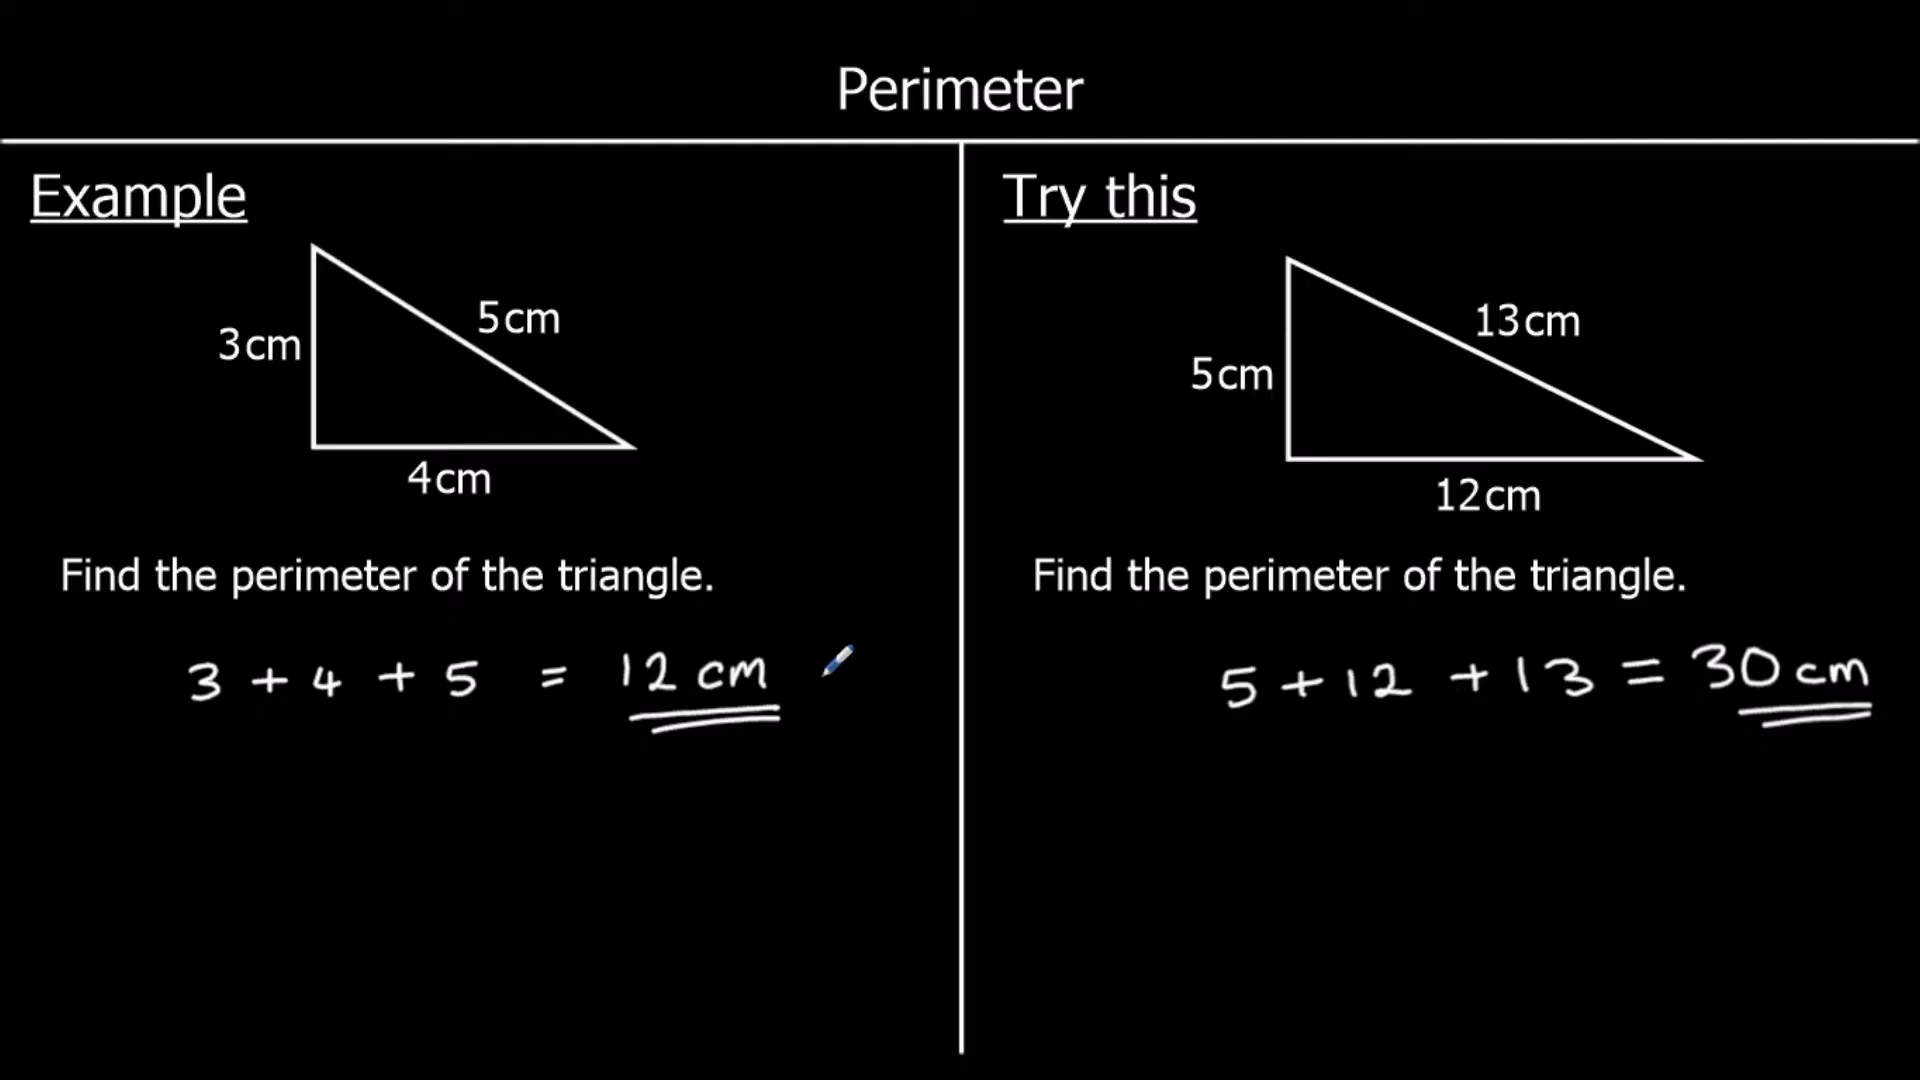 Perimeter
Example
3cm
5cm
4cm
Find the perimeter of the triangle.
3 + 4 + 5 = 12 cm
Try this
13cm
5cm
12cm
Find the perimeter of the triangle.
5 + 12 + 13 = 30 cm